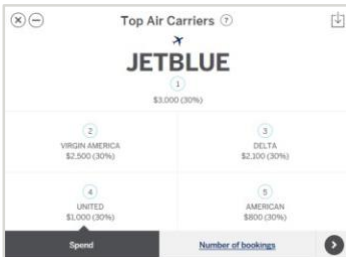 Top Air Carriers ?
JETBLUE
1
$3,000 (30%)
2
VIRGIN AMERICA
$2,500 (30%)
3
DELTA
$2,100 (30%)
4
UNITED
$1,000 (30%)
5
AMERICAN
$800 (30%)
Spend
Number of bookings